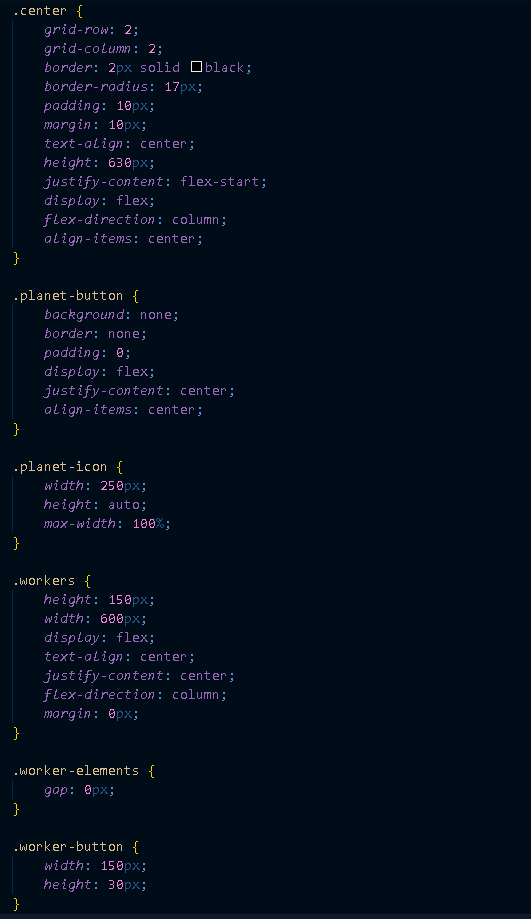 .center {
grid-row: 2;
grid-column: 2;
border: 2px solid black;
border-radius: 17px;
padding: 10px;
margin: 10px;
text-align: center;
height: 630px;
justify-content: flex-start;
display: flex;
flex-direction: column;
align-items: center;
}
.planet-button {
background: none;
border: none;
padding: 0;
display: flex;
justify-content: center;
align-items: center;
}
.planet-icon {
width: 250px;
height: auto;
max-width: 100%;
}
.workers {
height: 150px;
width: 600px;
display: flex;
text-align: center;
justify-content: center;
flex-direction: column;
margin: 0px;
}
.worker-elements {
gap: 0px;
}
.worker-button {
width: 150px;
height: 30px;
}